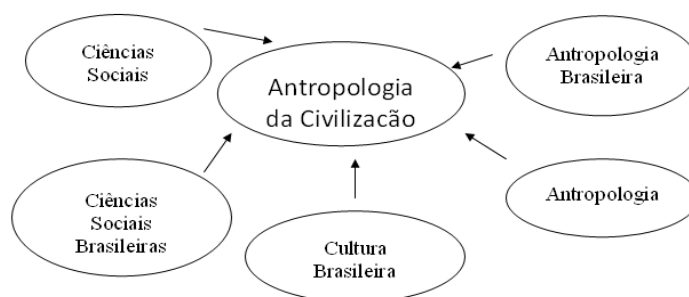 Ciências
Sociais
Antropologia
da Civilizacão
Antropologia
Brasileira
Ciências
Sociais
Brasileiras
Cultura
Brasileira
Antropologia